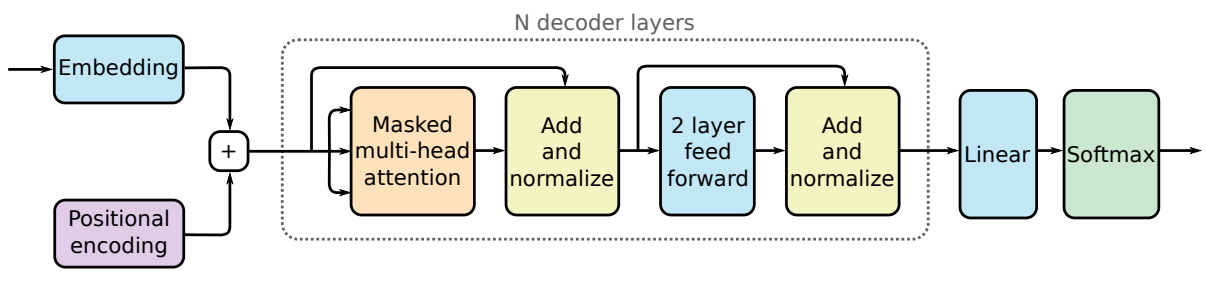 N decoder layers
Embedding
+
Positional
encoding
Masked
multi-head
attention
Add
and
normalize
2 layer
feed
forward
Add
and
normalize
Linear
Softmax